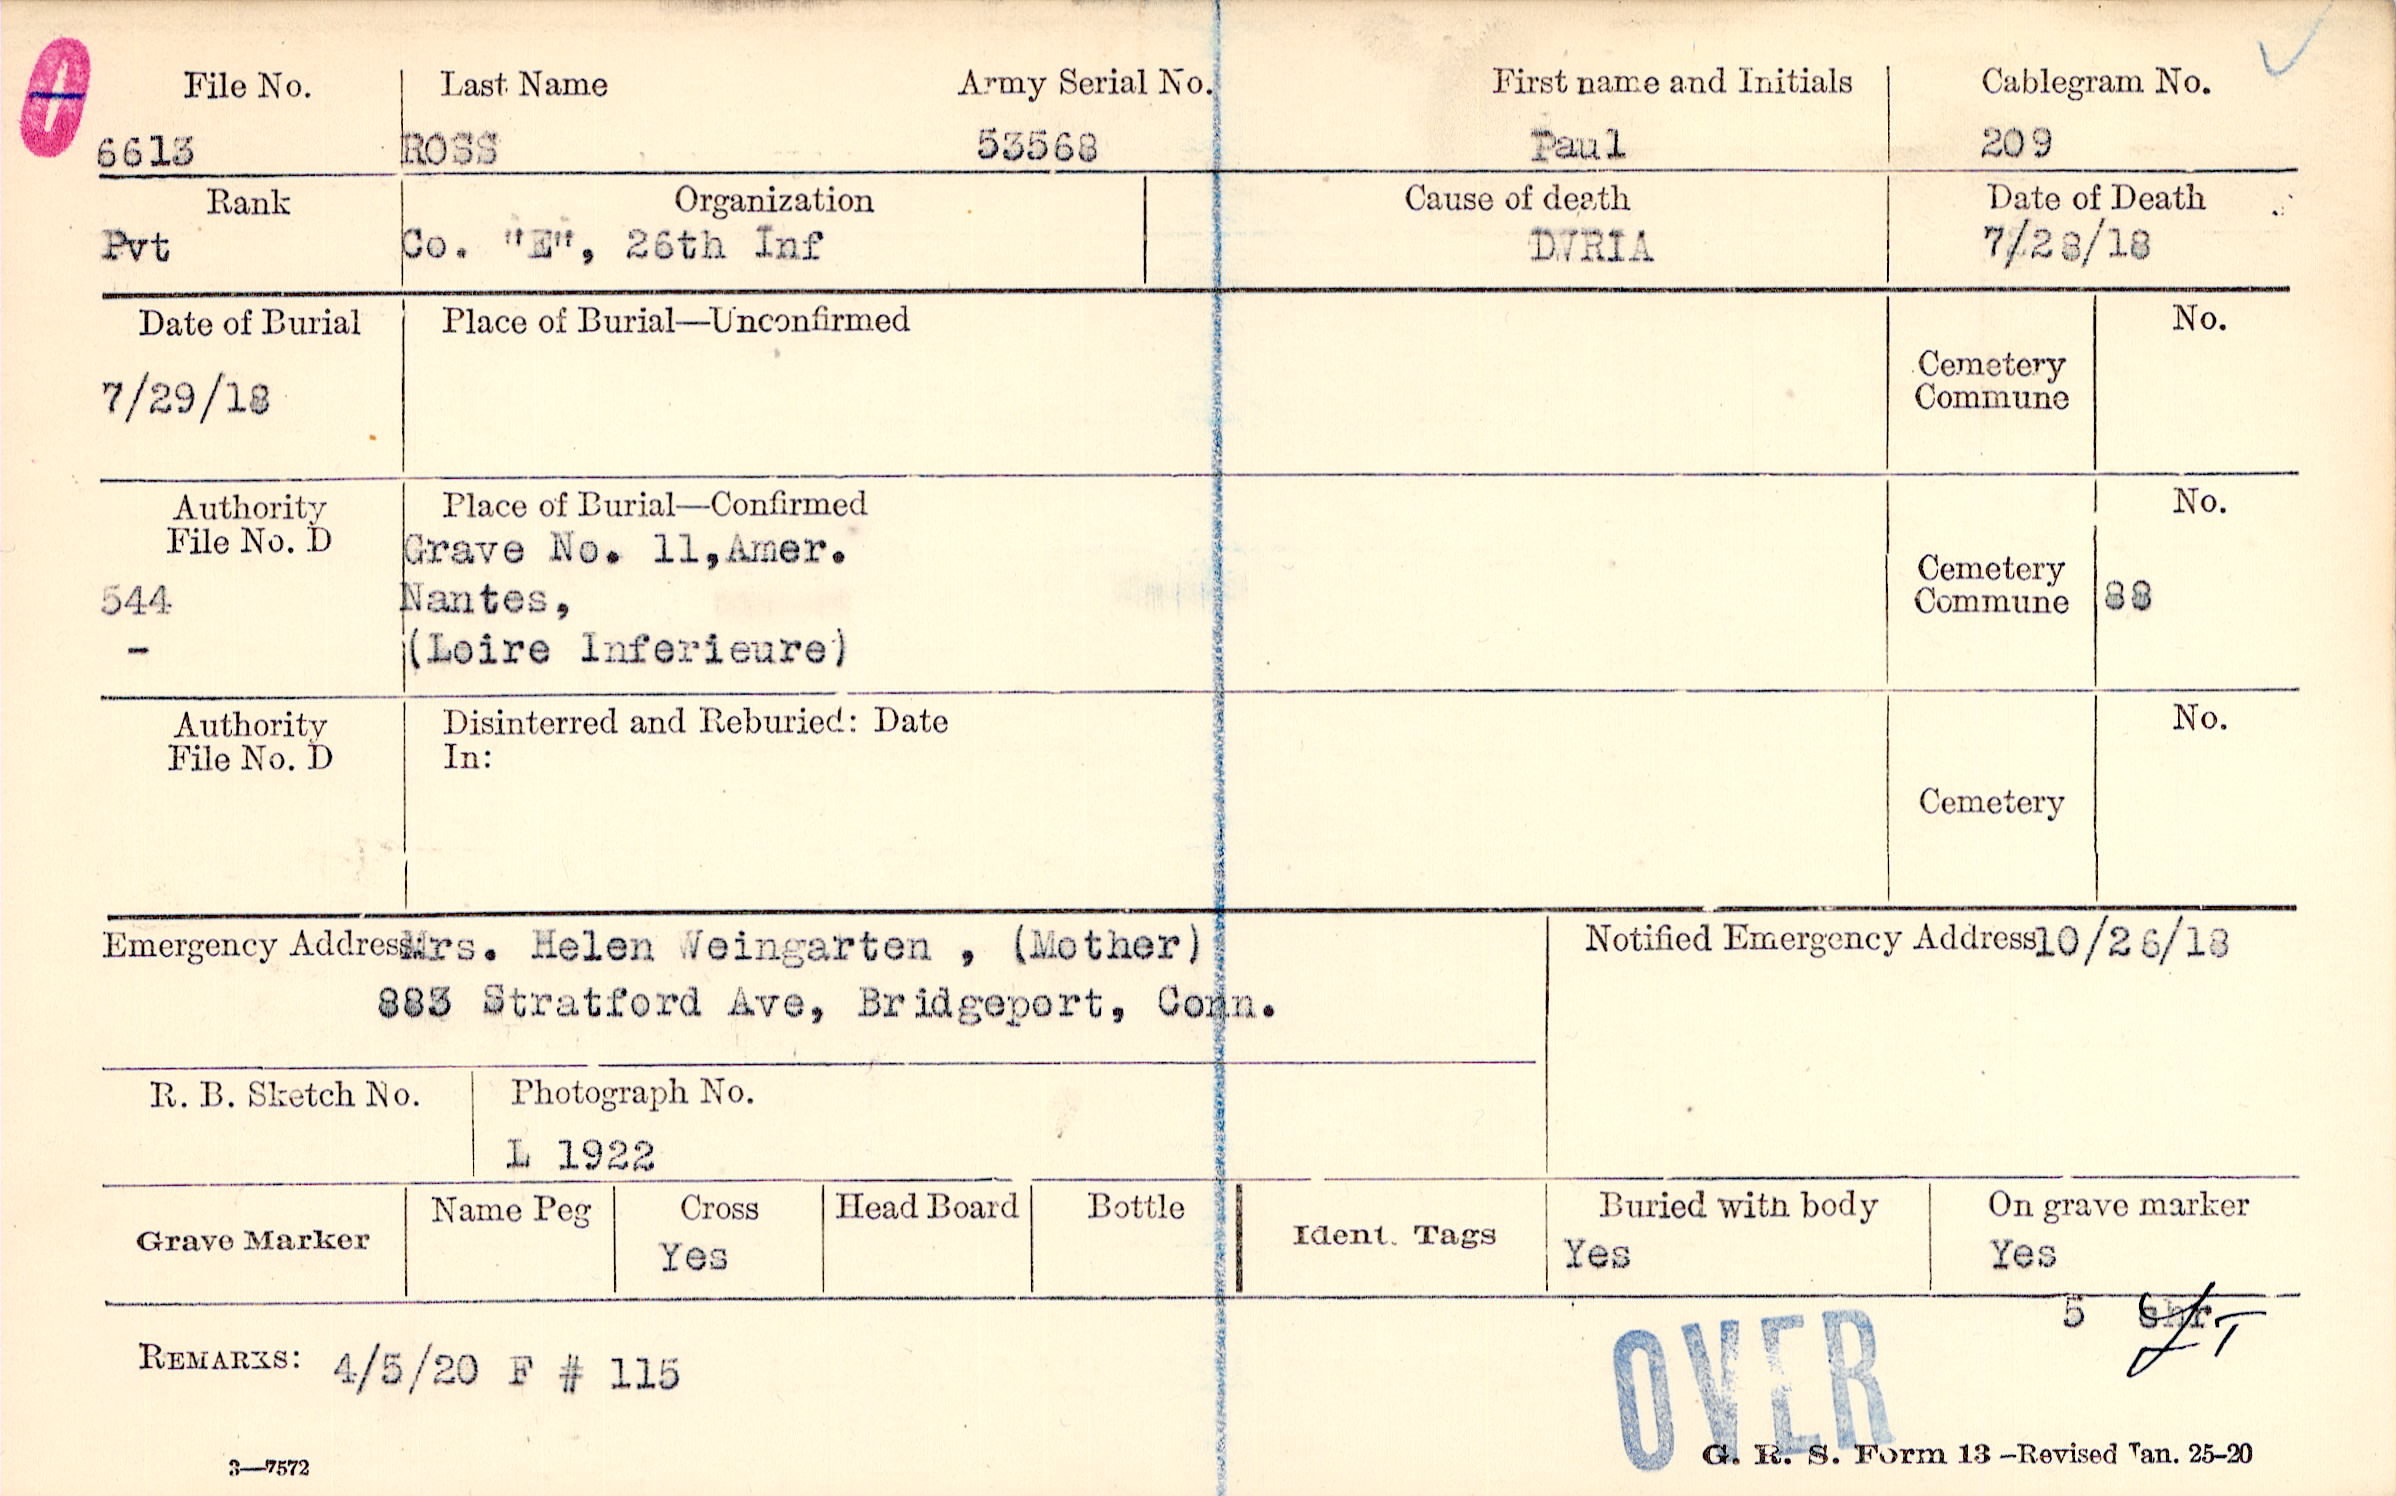 File No. Last Name Army Serial No. First name and Initials Cablegram No.
6613 ROSS 53568 Paul 209
Rank Organization Cause of death Date of Death
Pvt Co. "E", 26th Inf DWRIA 7/28/18
Date of Burial Place of Burial—Unconfirmed No.
Cemetery
Commune
7/29/18
Authority Place of Burial—Confirmed No.
File No. D Grave No. 11,Amer.
Cemetery
544 Nantes, Commune 88
- (Loire Inferieure)
Authority Disinterred and Reburied: Date No.
File No. D In:
Cemetery
Emergency Address Mrs. Helen Weingarten , (Mother) Notified Emergency Address 10/26/18
883 Stratford Ave, Bridgeport, Conn.
R. B. Sketch No. Photograph No.
L 1922
Name Peg Cross Head Board Bottle Buried with body On grave marker
Grave Marker Ident. Tags
Yes Yes Yes
5
REMARKS: 4/5/20 F # 115
OVER
3—7572 G. R. S. Form 13 —Revised Jan. 25-20